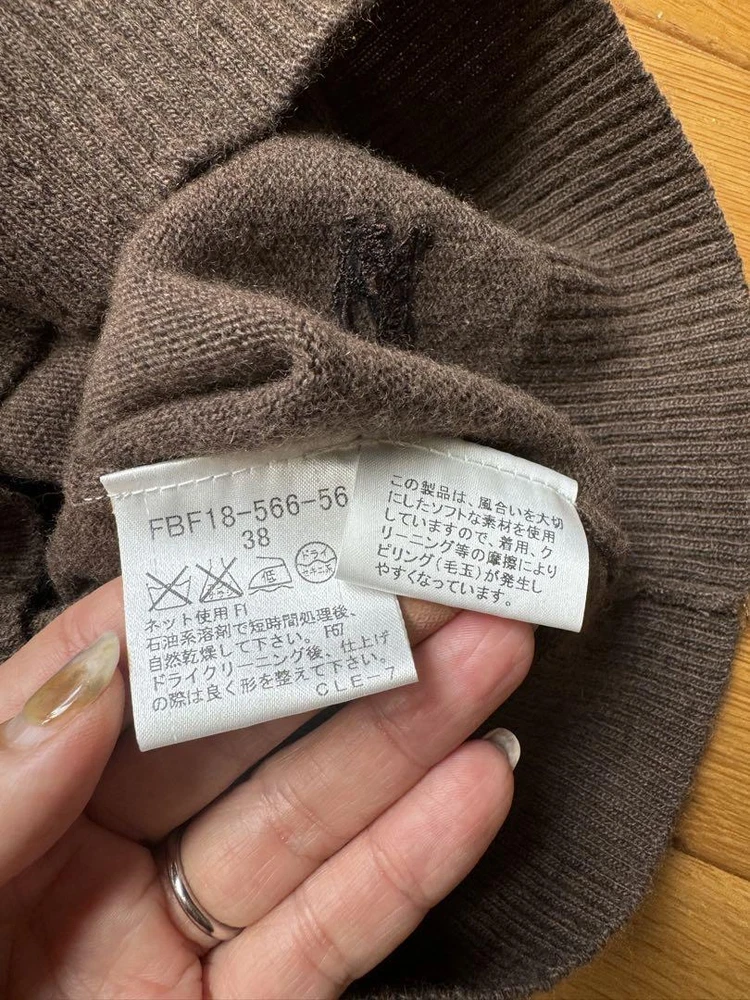 FBF18-566-56
38
低
ドライ
セキユ系
ネット使用 F1
石油系溶剤で短時間処理後、
自然乾燥して下さい。 F67
ドライクリーニング後、仕上げ
の際は良く形を整えて下さい。
CLE-7
この製品は、風合いを大切
にしたソフトな素材を使用
していますので、着用、ク
リーニング等の摩擦により
ピリング(毛玉)が発生し
やすくなっています。